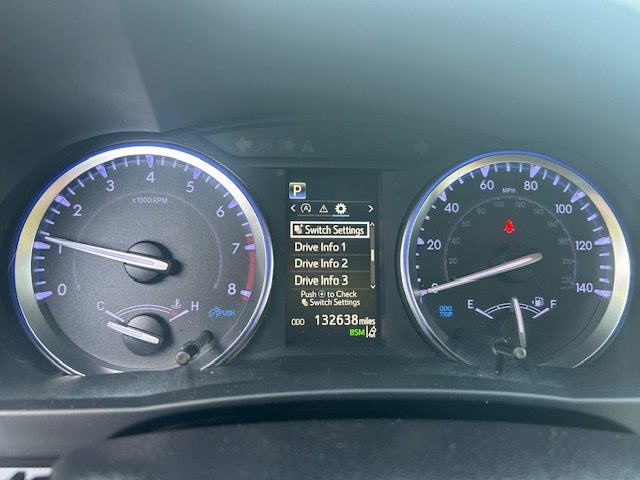 0 1 2 3 4 5 6 7 8
x1000 RPM
C H
PUSH
P
Switch Settings
Drive Info 1
Drive Info 2
Drive Info 3
Push to Check
Switch Settings
ODO 132638 miles
BSM
0 20 40 60 80 100 120 140
MPH
ODO
TRIP
E F